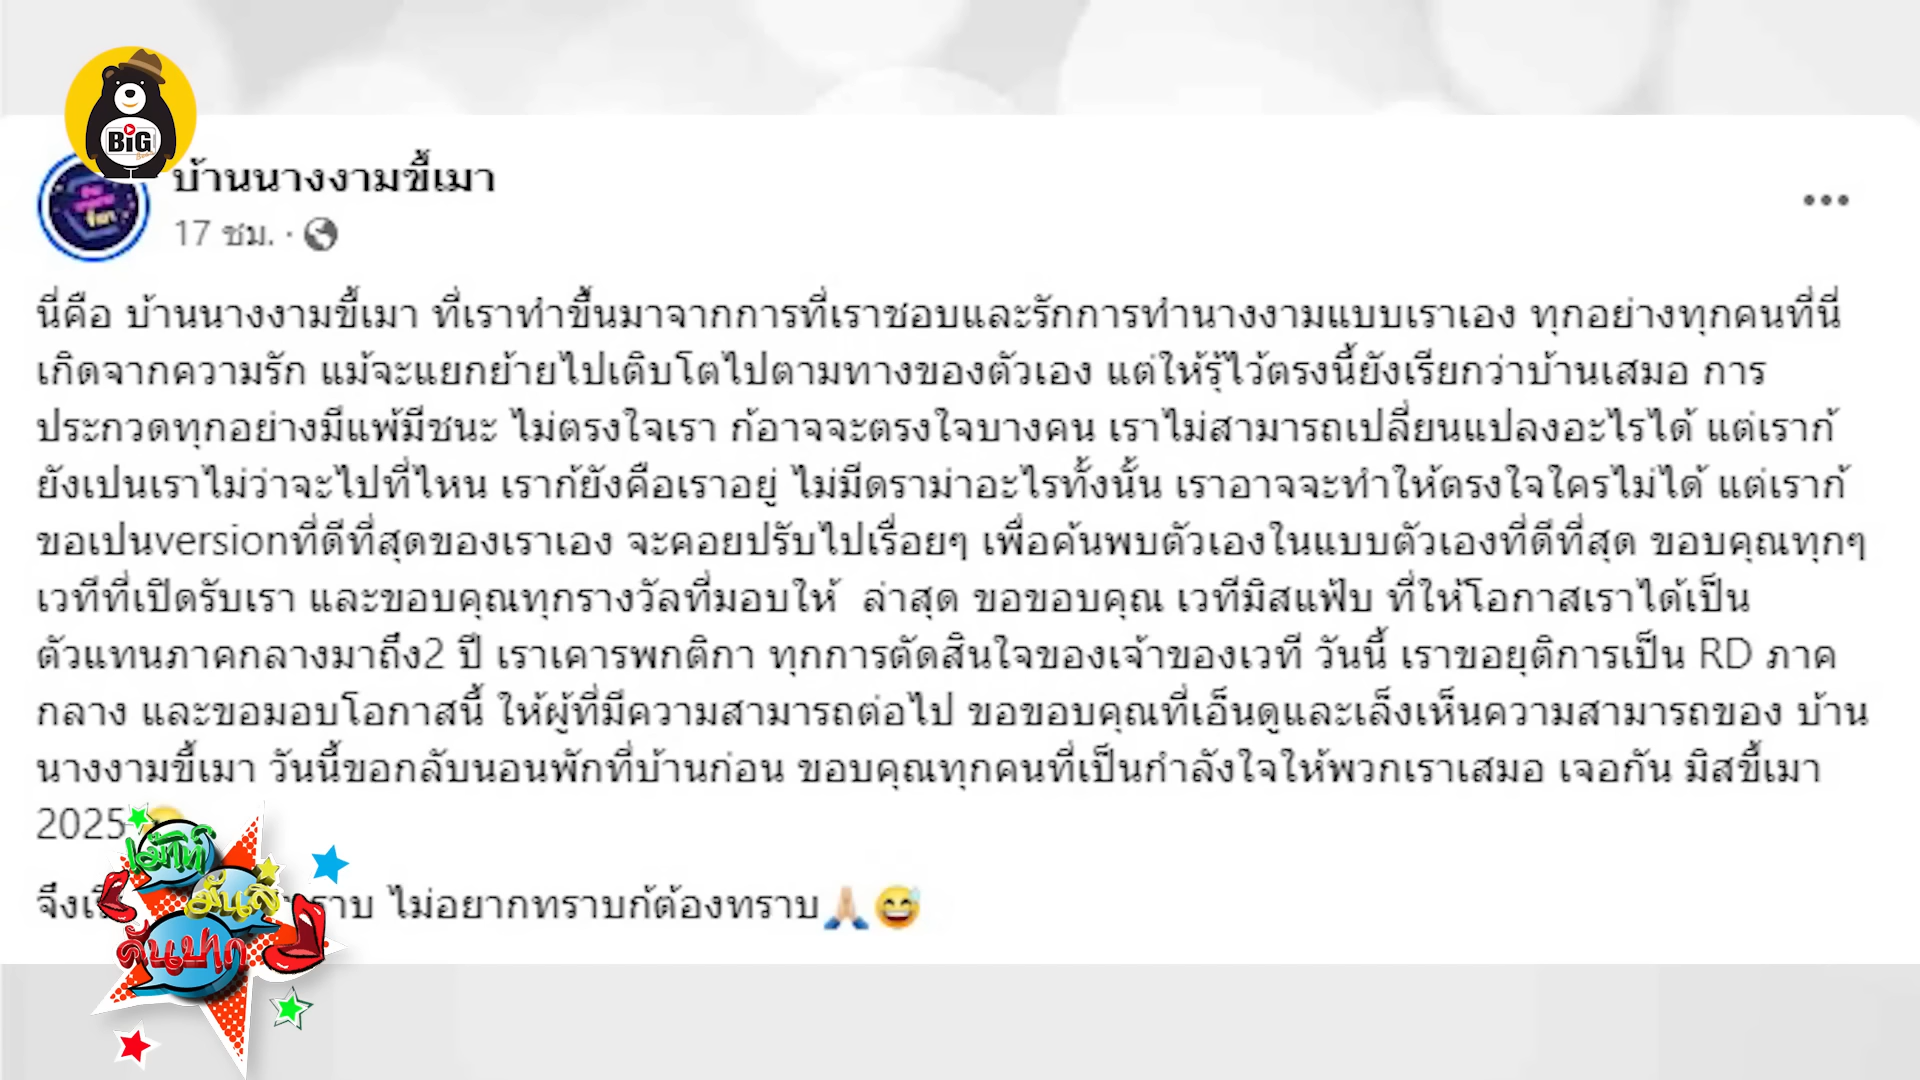 BiG
บ้านนางงามขี้เมา
17 ชม. ·
นี่คือ บ้านนางงามขี้เมา ที่เราทำขึ้นมาจากการที่เราชอบและรักการทำนางงามแบบเราเอง ทุกอย่างทุกคนที่นี่
เกิดจากความรัก แม้จะแยกย้ายไปเติบโตไปตามทางของตัวเอง แต่ให้รุ้ไว้ตรงนี้ยังเรียกว่าบ้านเสมอ การ
ประกวดทุกอย่างมีแพ้มีชนะ ไม่ตรงใจเรา ก้อาจจะตรงใจบางคน เราไม่สามารถเปลี่ยนแปลงอะไรได้ แต่เราก้
ยังเปนเราไม่ว่าจะไปที่ไหน เราก้ยังคือเราอยู่ ไม่มีดราม่าอะไรทั้งนั้น เราอาจจะทำให้ตรงใจใครไม่ได้ แต่เราก้
ขอเปนversionที่ดีที่สุดของเราเอง จะคอยปรับไปเรื่อยๆ เพื่อค้นพบตัวเองในแบบตัวเองที่ดีที่สุด ขอบคุณทุกๆ
เวทีที่เปิดรับเรา และขอบคุณทุกรางวัลที่มอบให้ ล่าสุด ขอขอบคุณ เวทีมิสแฟ้บ ที่ให้โอกาสเราได้เป็น
ตัวแทนภาคกลางมาถึง2 ปี เราเคารพกติกา ทุกการตัดสินใจของเจ้าของเวที วันนี้ เราขอยุติการเป็น RD ภาค
กลาง และขอมอบโอกาสนี้ ให้ผู้ที่มีความสามารถต่อไป ขอขอบคุณที่เอ็นดูและเล็งเห็นความสามารถของ บ้าน
นางงามขี้เมา วันนี้ขอกลับนอนพักที่บ้านก่อน ขอบคุณทุกคนที่เป็นกำลังใจให้พวกเราเสมอ เจอกัน มิสขี้เมา
2025
ราบ ไม่อยากทราบก้ต้องทราบ🙏🏼😅
เม้าท์
มันส์
คันปาก